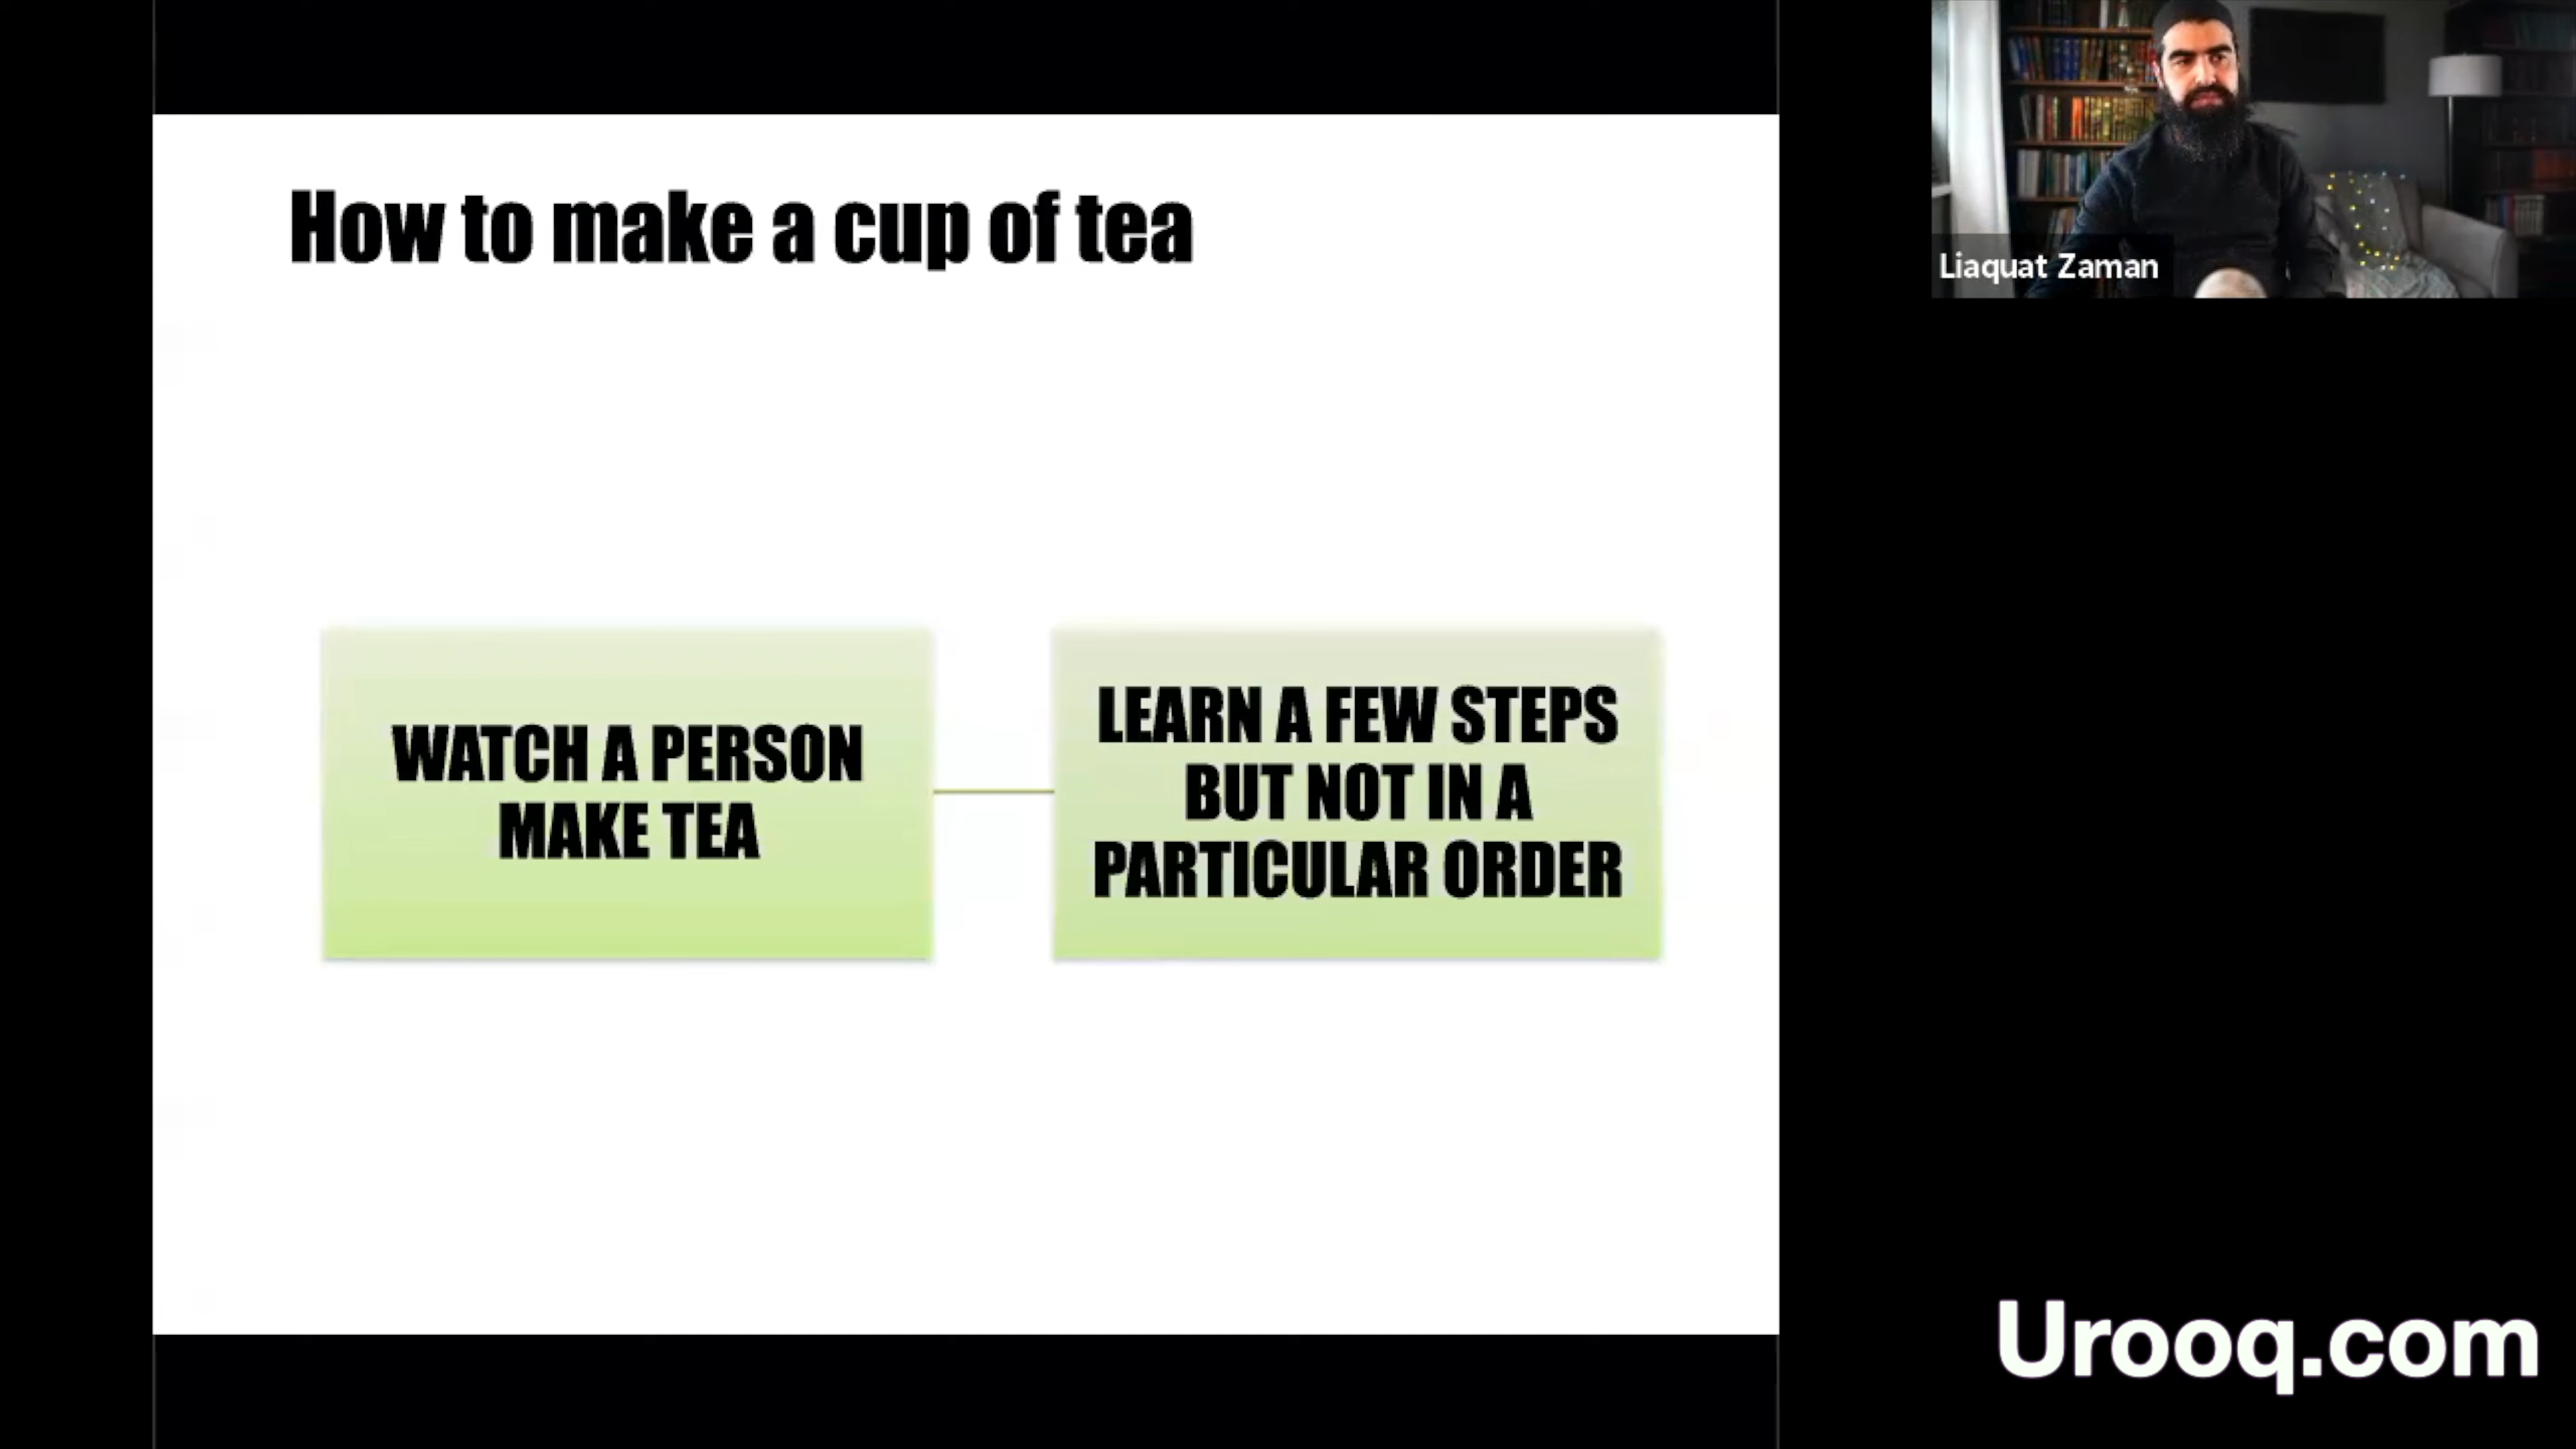 How to make a cup of tea
WATCH A PERSON
MAKE TEA
LEARN A FEW STEPS
BUT NOT IN A
PARTICULAR ORDER
Liaquat Zaman
Urooq.com